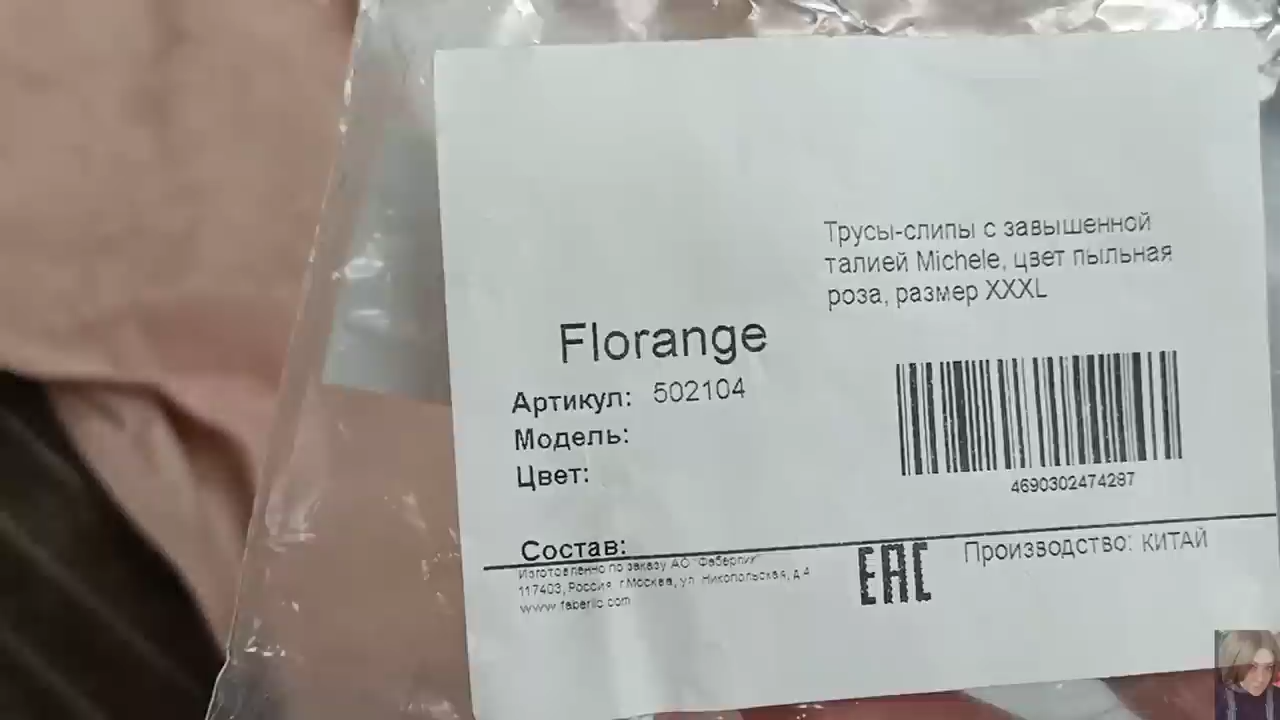 Трусы-слипы с завышенной
талией Michele, цвет пыльная
роза, размер XXXL
Florange
Артикул: 502104
Модель:
Цвет:
4690302474287
Состав:
Изготовленно по заказу АО "Фаберлик"
117403, Россия г.Москва, ул. Никопольская, д.4
www.faberlic.com
EAC
Производство: КИТАЙ